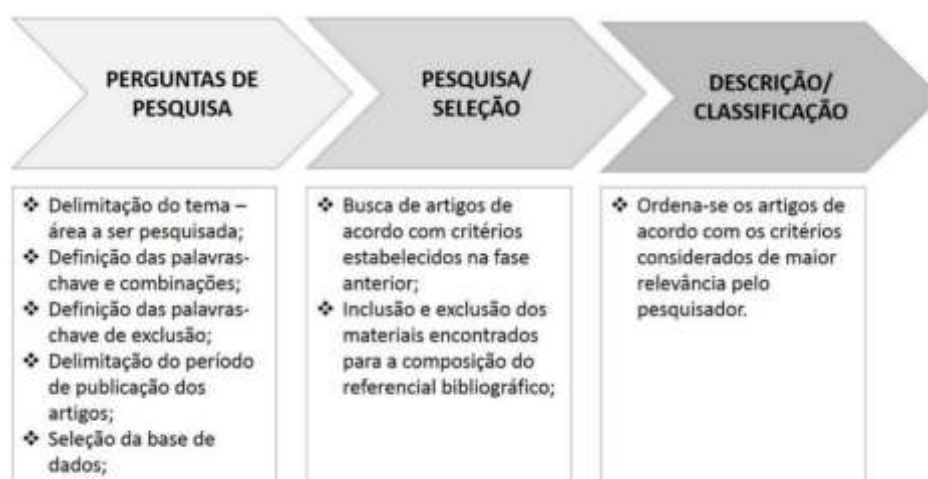 PERGUNTAS DE
PESQUISA
❖ Delimitação do tema –
área a ser pesquisada;
❖ Definição das palavras-
chave e combinações;
❖ Definição das palavras-
chave de exclusão;
❖ Delimitação do período
de publicação dos
artigos;
❖ Seleção da base de
dados;
PESQUISA/
SELEÇÃO
❖ Busca de artigos de
acordo com critérios
estabelecidos na fase
anterior;
❖ Inclusão e exclusão dos
materiais encontrados
para a composição do
referencial bibliográfico;
DESCRIÇÃO/
CLASSIFICAÇÃO
❖ Ordena-se os artigos de
acordo com os critérios
considerados de maior
relevância pelo
pesquisador.